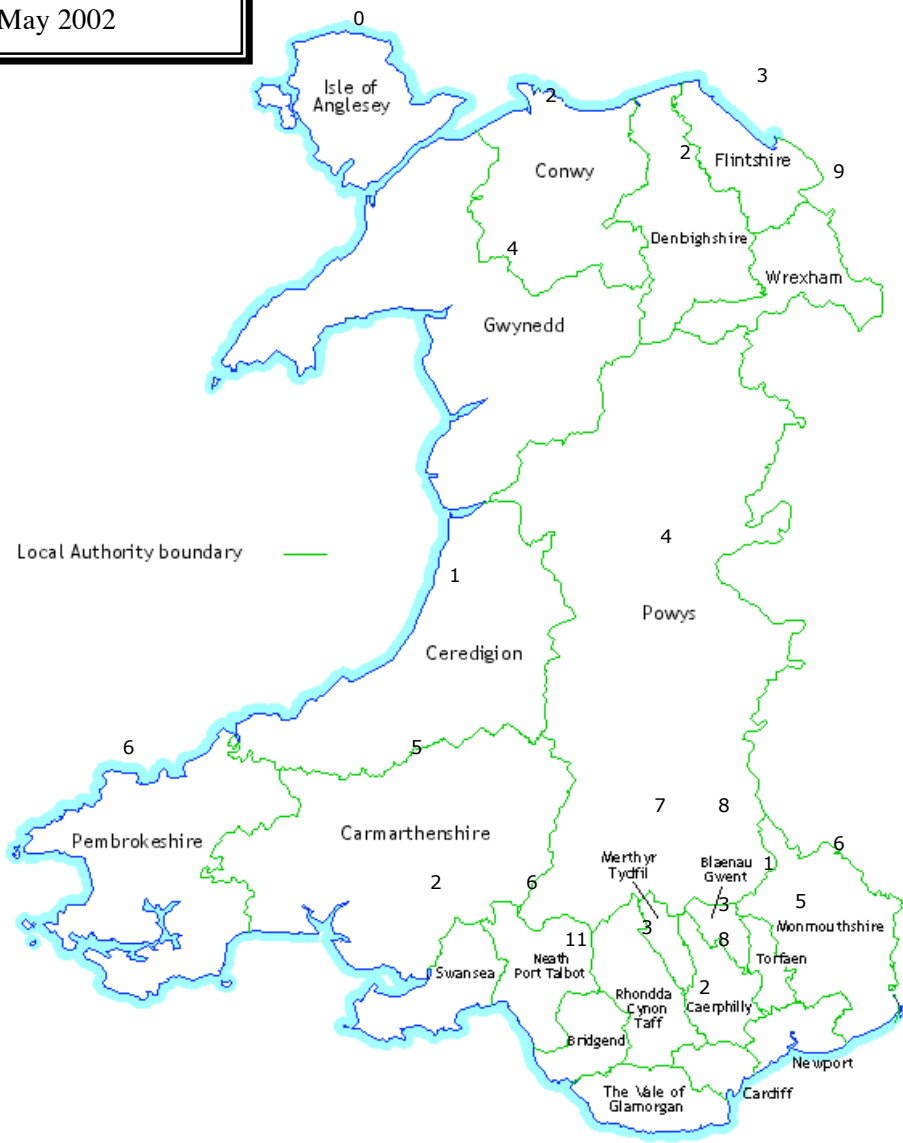 May 2002
0
Isle of
Anglesey
3
2
2
Flintshire
9
Conwy
4
Denbighshire
Wrexham
Gwynedd
4
Local Authority boundary
1
Powys
Ceredigion
6
5
7
8
Pembrokeshire
Carmarthenshire
Merthyr
Tydfil
Blaenau
Gwent
1
6
2
6
5
3
Monmouthshire
11
3
8
Neath
Port Talbot
Torfaen
Swansea
2
Rhondda
Cynon
Taff
Caerphilly
Bridgend
Newport
The Vale of
Glamorgan
Cardiff